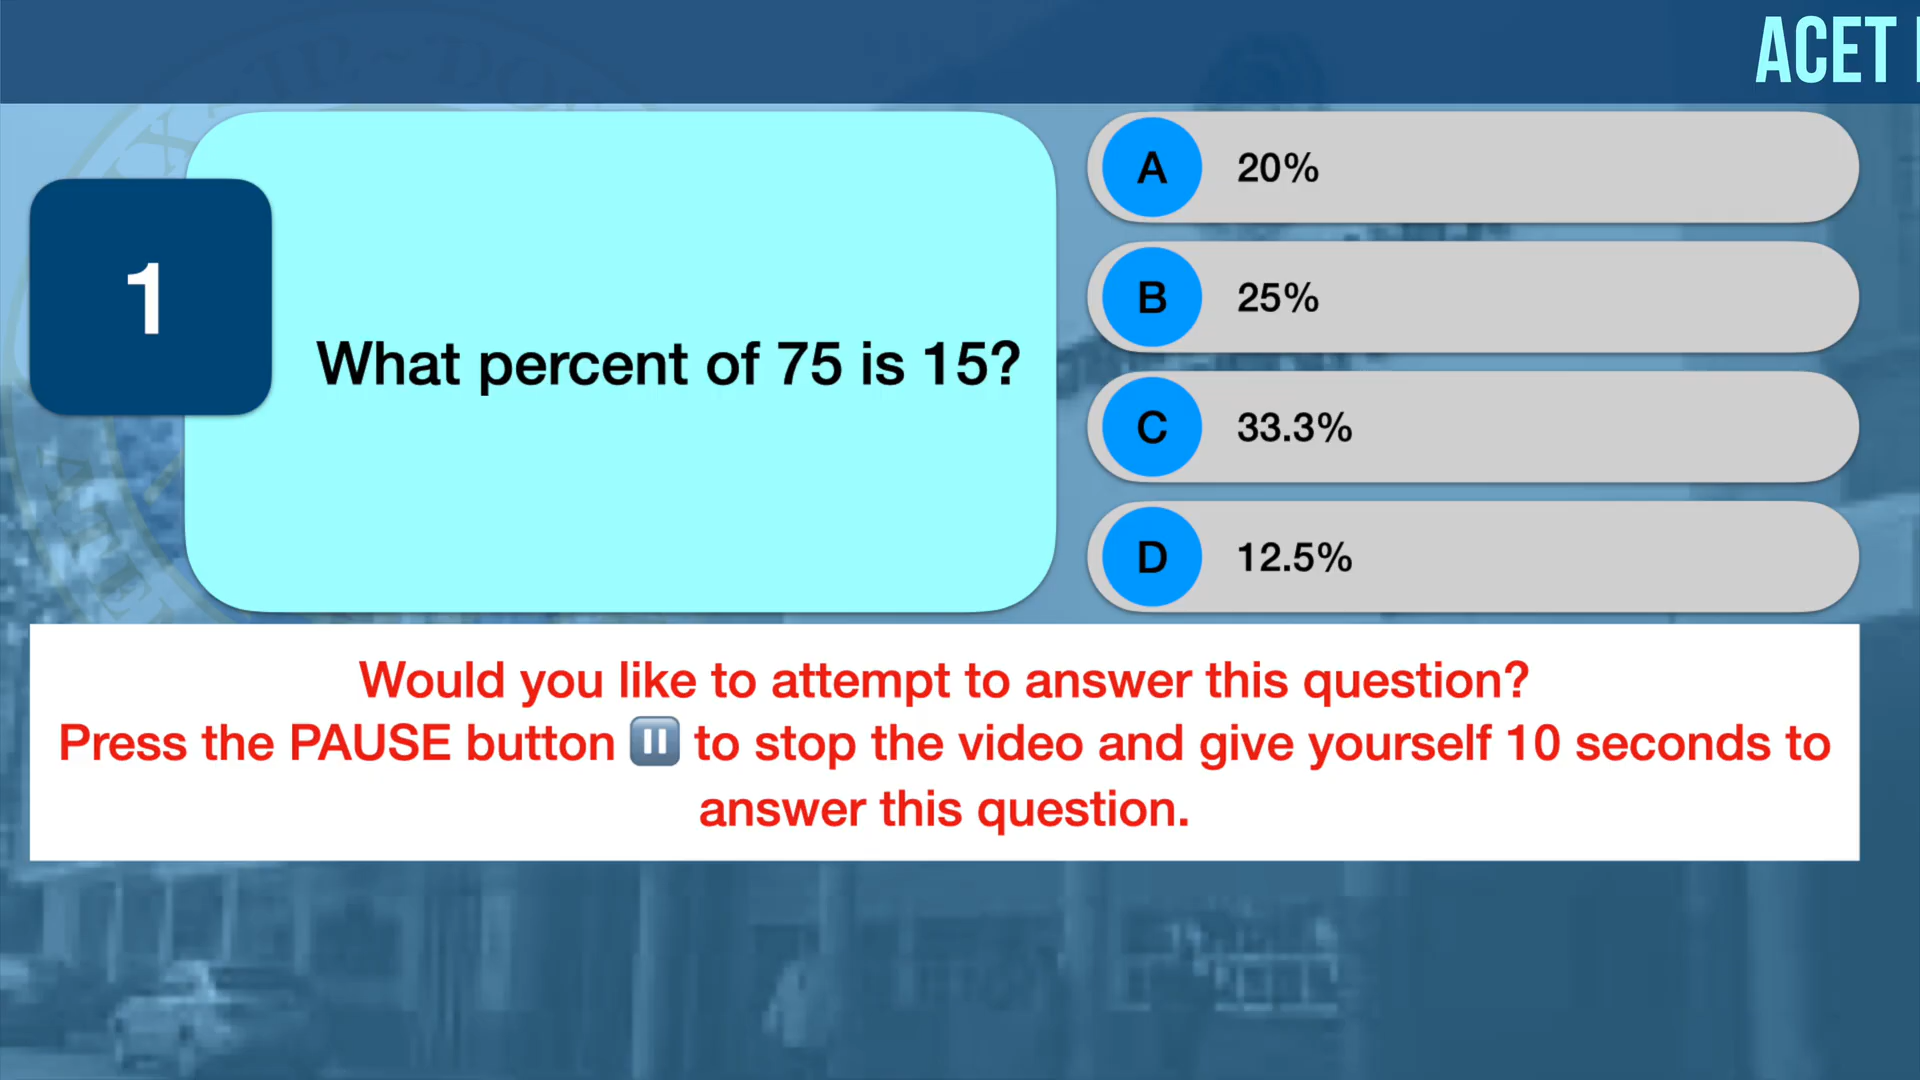 ACET
1
What percent of 75 is 15?
A 20%
B 25%
C 33.3%
D 12.5%
Would you like to attempt to answer this question?
Press the PAUSE button ⏸ to stop the video and give yourself 10 seconds to
answer this question.